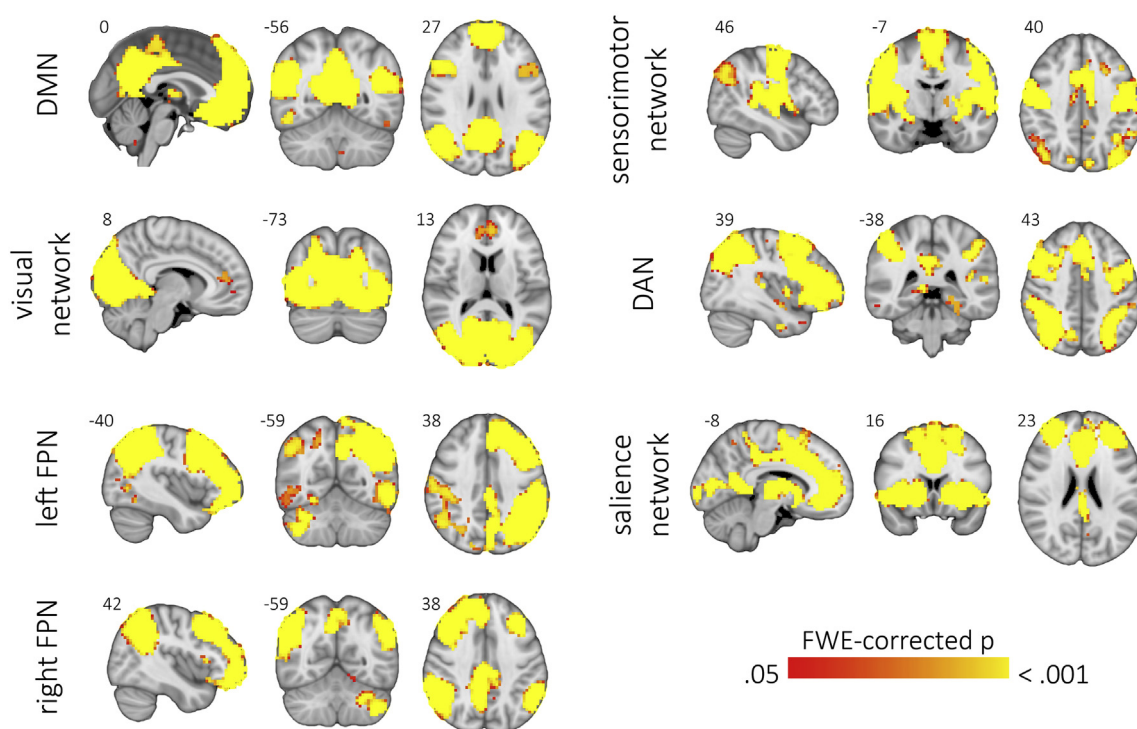 DMN
0
-56
27
visual
network
8
-73
13
left FPN
-40
-59
38
right FPN
42
-59
38
sensorimotor
network
46
-7
40
DAN
39
-38
43
salience
network
-8
16
23
FWE-corrected p
.05
< .001